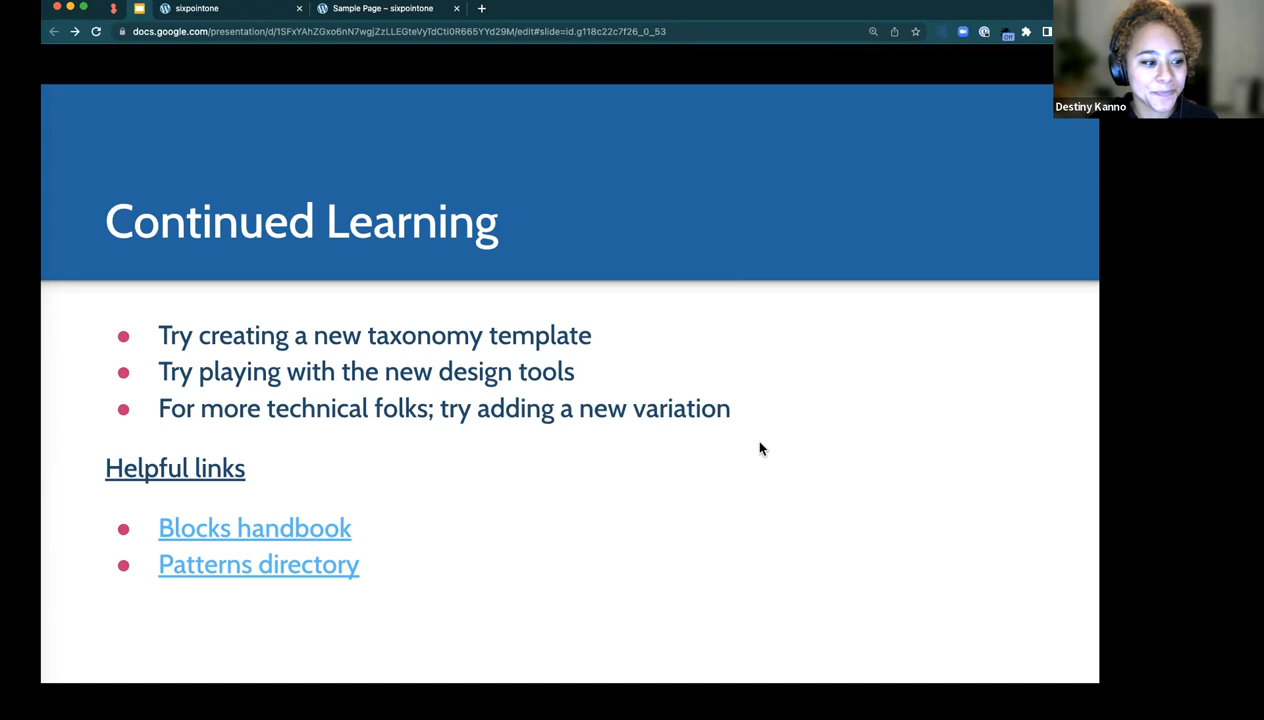 sixpointone
Sample Page – sixpointone
docs.google.com/presentation/d/1SFxYAhZGxo6nN7wgjZzLLEGteVyTdCti0R665YYd29M/edit#slide=id.g118c22c7f26_0_53
Off
Destiny Kanno
Continued Learning
Try creating a new taxonomy template
Try playing with the new design tools
For more technical folks; try adding a new variation
Helpful links
Blocks handbook
Patterns directory